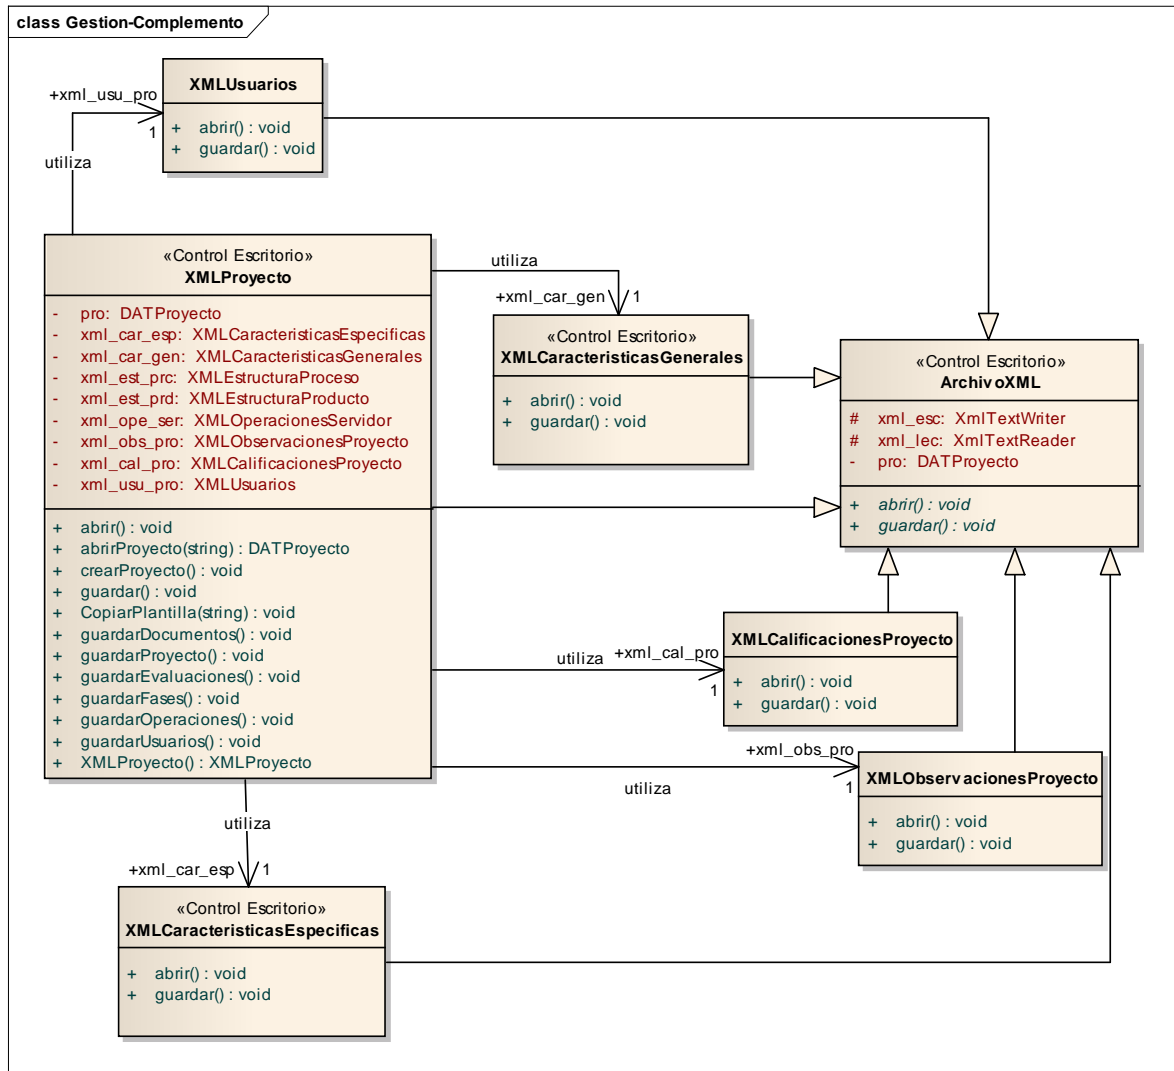 class Gestion-Complemento
XMLUsuarios
+ abrir() : void
+ guardar() : void
+xml_usu_pro
1
utiliza
«Control Escritorio»
XMLProyecto
- pro: DATProyecto
- xml_car_esp: XMLCaracteristicasEspecificas
- xml_car_gen: XMLCaracteristicasGenerales
- xml_est_prc: XMLEstructuraProceso
- xml_est_prd: XMLEstructuraProducto
- xml_ope_ser: XMLOperacionesServidor
- xml_obs_pro: XMLObservacionesProyecto
- xml_cal_pro: XMLCalificacionesProyecto
- xml_usu_pro: XMLUsuarios
+ abrir() : void
+ abrirProyecto(string) : DATProyecto
+ crearProyecto() : void
+ guardar() : void
+ CopiarPlantilla(string) : void
+ guardarDocumentos() : void
+ guardarProyecto() : void
+ guardarEvaluaciones() : void
+ guardarFases() : void
+ guardarOperaciones() : void
+ guardarUsuarios() : void
+ XMLProyecto() : XMLProyecto
utiliza
+xml_car_gen
1
«Control Escritorio»
XMLCaracteristicasGenerales
+ abrir() : void
+ guardar() : void
«Control Escritorio»
ArchivoXML
# xml_esc: XmlTextWriter
# xml_lec: XmlTextReader
- pro: DATProyecto
+ abrir() : void
+ guardar() : void
utiliza
+xml_cal_pro
1
XMLCalificacionesProyecto
+ abrir() : void
+ guardar() : void
utiliza
+xml_obs_pro
1
XMLObservacionesProyecto
+ abrir() : void
+ guardar() : void
utiliza
+xml_car_esp
1
«Control Escritorio»
XMLCaracteristicasEspecificas
+ abrir() : void
+ guardar() : void